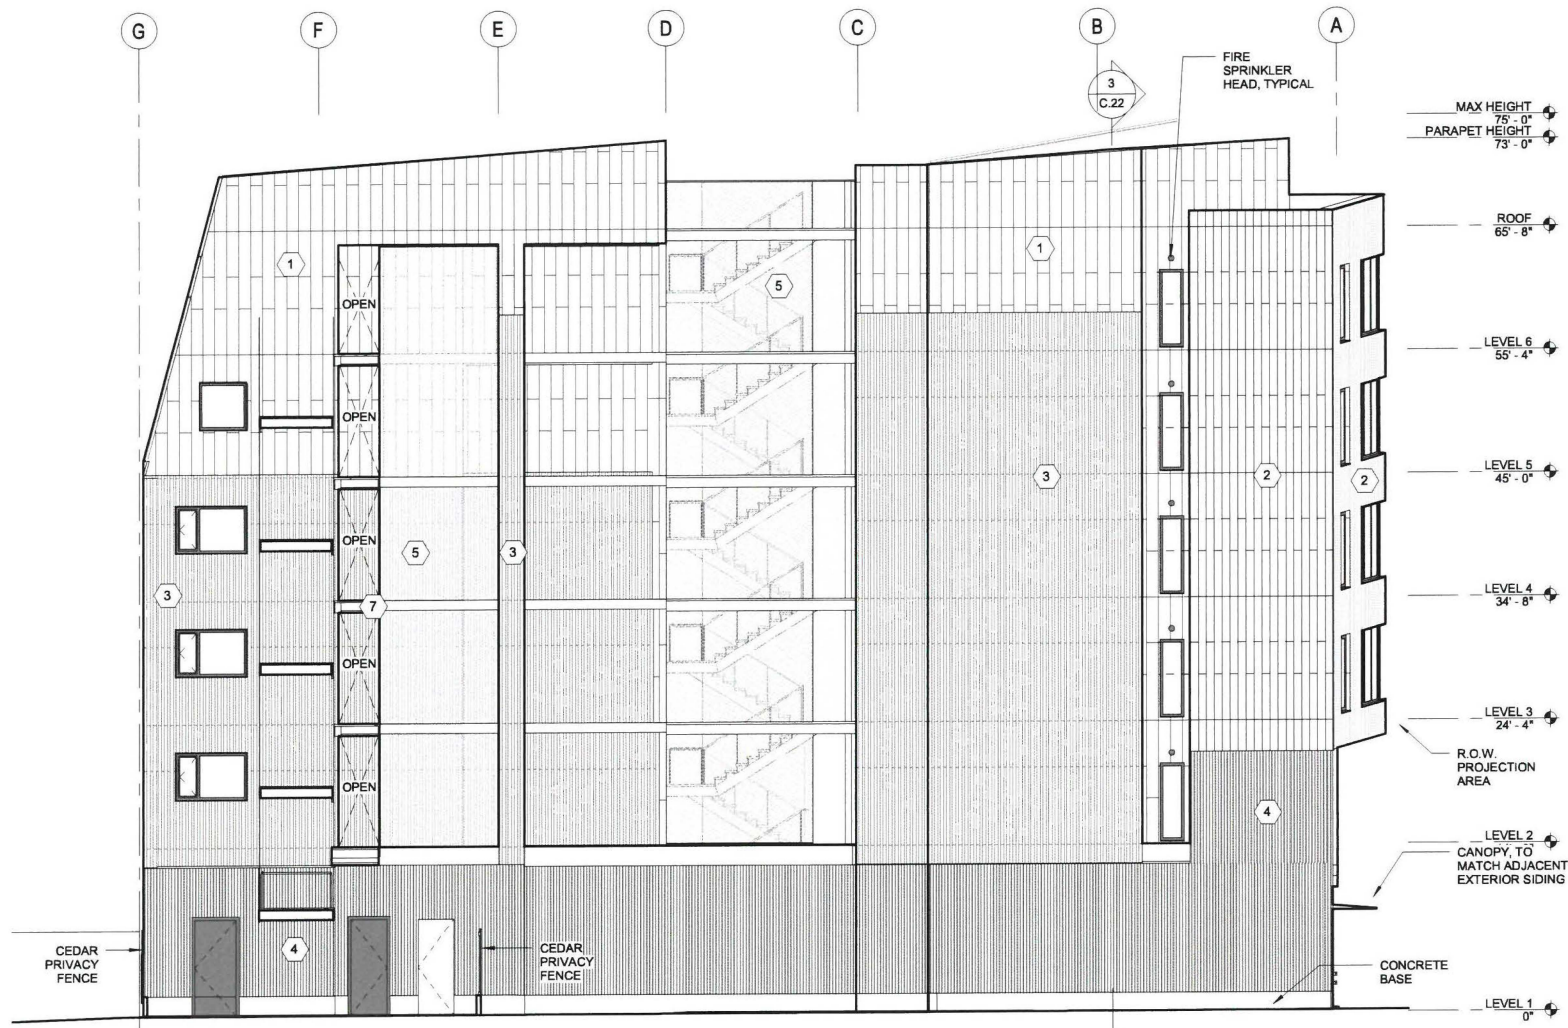 G
F
E
D
C
B
A
FIRE
SPRINKLER
HEAD, TYPICAL
3
C.22
MAX HEIGHT
75' - 0"
PARAPET HEIGHT
73' - 0"
ROOF
65' - 8"
1
1
5
OPEN
LEVEL 6
55' - 4"
OPEN
LEVEL 5
45' - 0"
3
2
2
OPEN
5
3
3
7
LEVEL 4
34' - 8"
OPEN
LEVEL 3
24' - 4"
R.O.W.
PROJECTION
AREA
OPEN
4
LEVEL 2
CANOPY, TO
MATCH ADJACENT
EXTERIOR SIDING
CEDAR
PRIVACY
FENCE
4
CEDAR
PRIVACY
FENCE
CONCRETE
BASE
LEVEL 1
0"